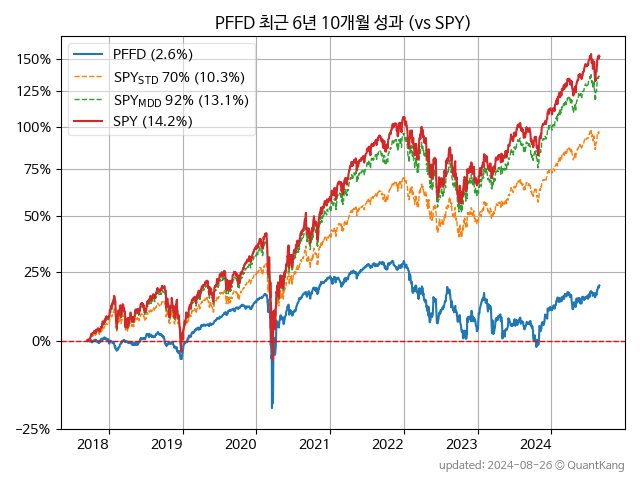 PFFD 최근 6년 10개월 성과 (vs SPY)
PFFD (2.6%)
SPY_STD 70% (10.3%)
SPY_MDD 92% (13.1%)
SPY (14.2%)
150%
125%
100%
75%
50%
25%
0%
−25%
2018 2019 2020 2021 2022 2023 2024
updated: 2024-08-26 © QuantKang